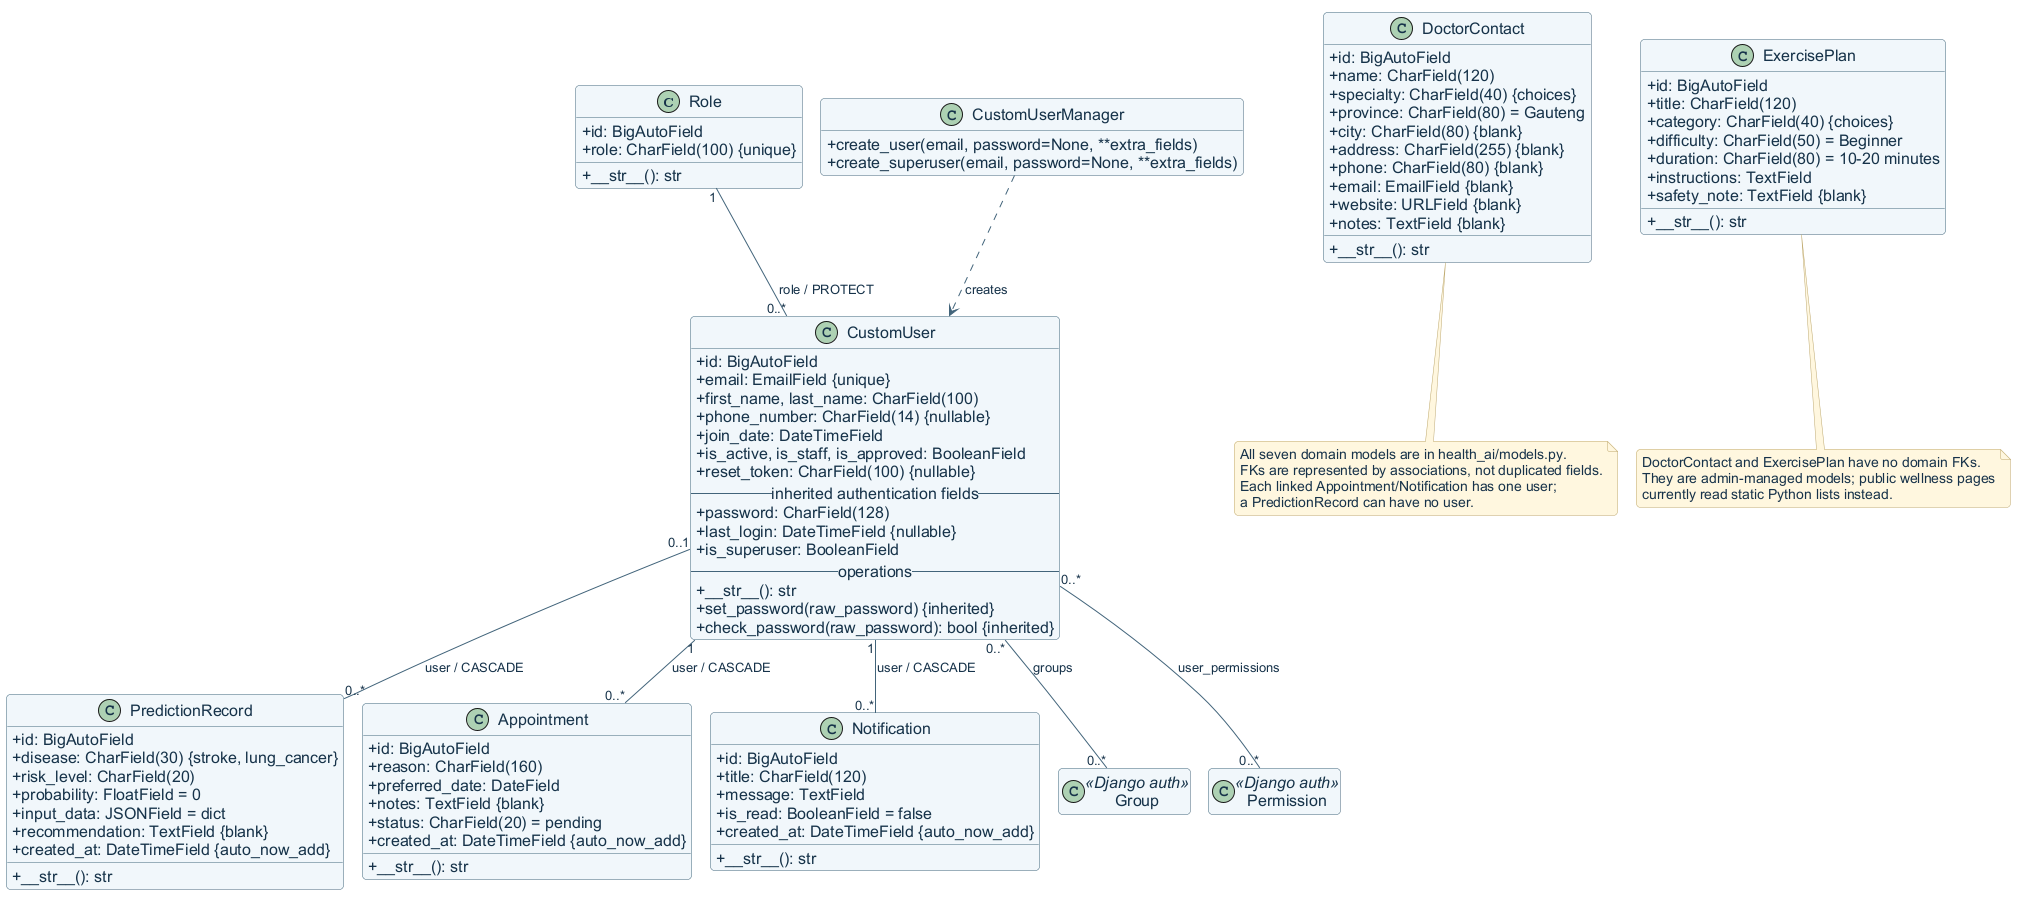 C Role
+id: BigAutoField
+role: CharField(100) {unique}
+__str__(): str
C CustomUserManager
+create_user(email, password=None, **extra_fields)
+create_superuser(email, password=None, **extra_fields)
C DoctorContact
+id: BigAutoField
+name: CharField(120)
+specialty: CharField(40) {choices}
+province: CharField(80) = Gauteng
+city: CharField(80) {blank}
+address: CharField(255) {blank}
+phone: CharField(80) {blank}
+email: EmailField {blank}
+website: URLField {blank}
+notes: TextField {blank}
+__str__(): str
C ExercisePlan
+id: BigAutoField
+title: CharField(120)
+category: CharField(40) {choices}
+difficulty: CharField(50) = Beginner
+duration: CharField(80) = 10-20 minutes
+instructions: TextField
+safety_note: TextField {blank}
+__str__(): str
1
role / PROTECT
0..*
creates
C CustomUser
+id: BigAutoField
+email: EmailField {unique}
+first_name, last_name: CharField(100)
+phone_number: CharField(14) {nullable}
+join_date: DateTimeField
+is_active, is_staff, is_approved: BooleanField
+reset_token: CharField(100) {nullable}
inherited authentication fields
+password: CharField(128)
+last_login: DateTimeField {nullable}
+is_superuser: BooleanField
operations
+__str__(): str
+set_password(raw_password) {inherited}
+check_password(raw_password): bool {inherited}
All seven domain models are in health_ai/models.py.
FKs are represented by associations, not duplicated fields.
Each linked Appointment/Notification has one user;
a PredictionRecord can have no user.
DoctorContact and ExercisePlan have no domain FKs.
They are admin-managed models; public wellness pages
currently read static Python lists instead.
0..1
user / CASCADE
0..*
1
user / CASCADE
0..*
1
user / CASCADE
0..*
0..*
groups
0..*
0..*
user_permissions
0..*
C PredictionRecord
+id: BigAutoField
+disease: CharField(30) {stroke, lung_cancer}
+risk_level: CharField(20)
+probability: FloatField = 0
+input_data: JSONField = dict
+recommendation: TextField {blank}
+created_at: DateTimeField {auto_now_add}
+__str__(): str
C Appointment
+id: BigAutoField
+reason: CharField(160)
+preferred_date: DateField
+notes: TextField {blank}
+status: CharField(20) = pending
+created_at: DateTimeField {auto_now_add}
+__str__(): str
C Notification
+id: BigAutoField
+title: CharField(120)
+message: TextField
+is_read: BooleanField = false
+created_at: DateTimeField {auto_now_add}
+__str__(): str
C «Django auth»
Group
C «Django auth»
Permission